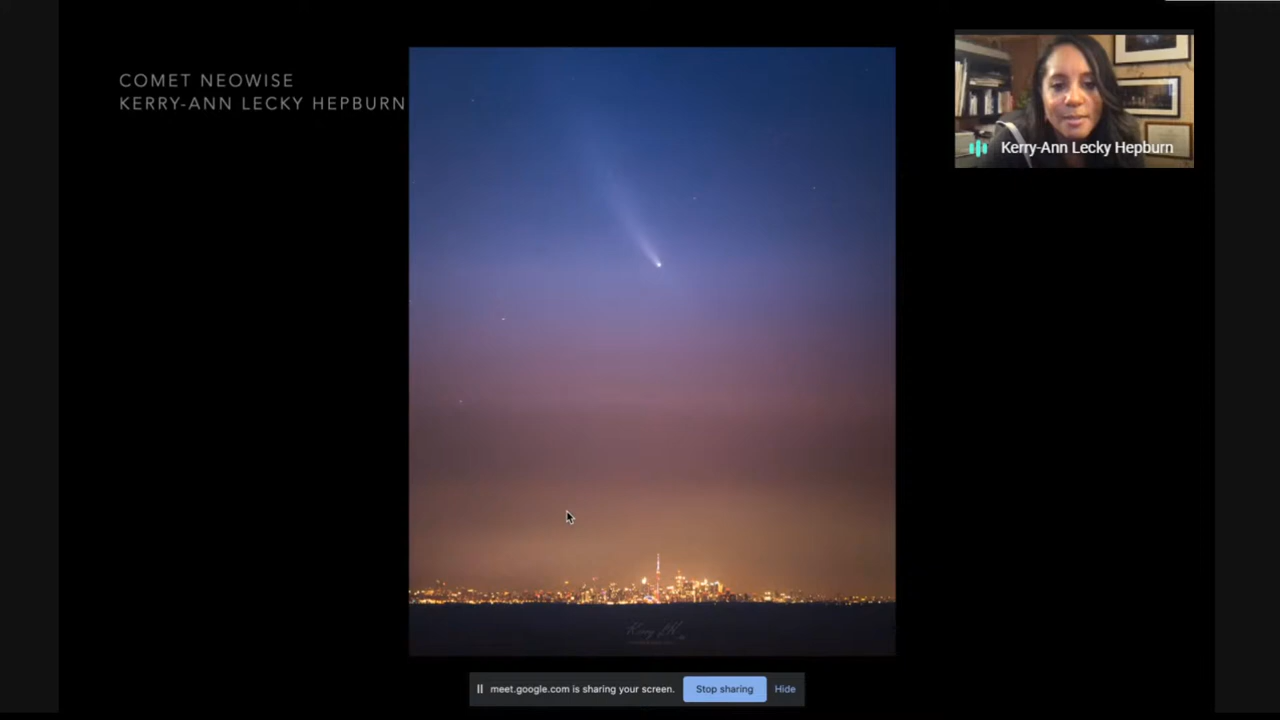 COMET NEOWISE
KERRY-ANN LECKY HEPBURN
Kerry-Ann Lecky Hepburn
meet.google.com is sharing your screen.
Stop sharing
Hide